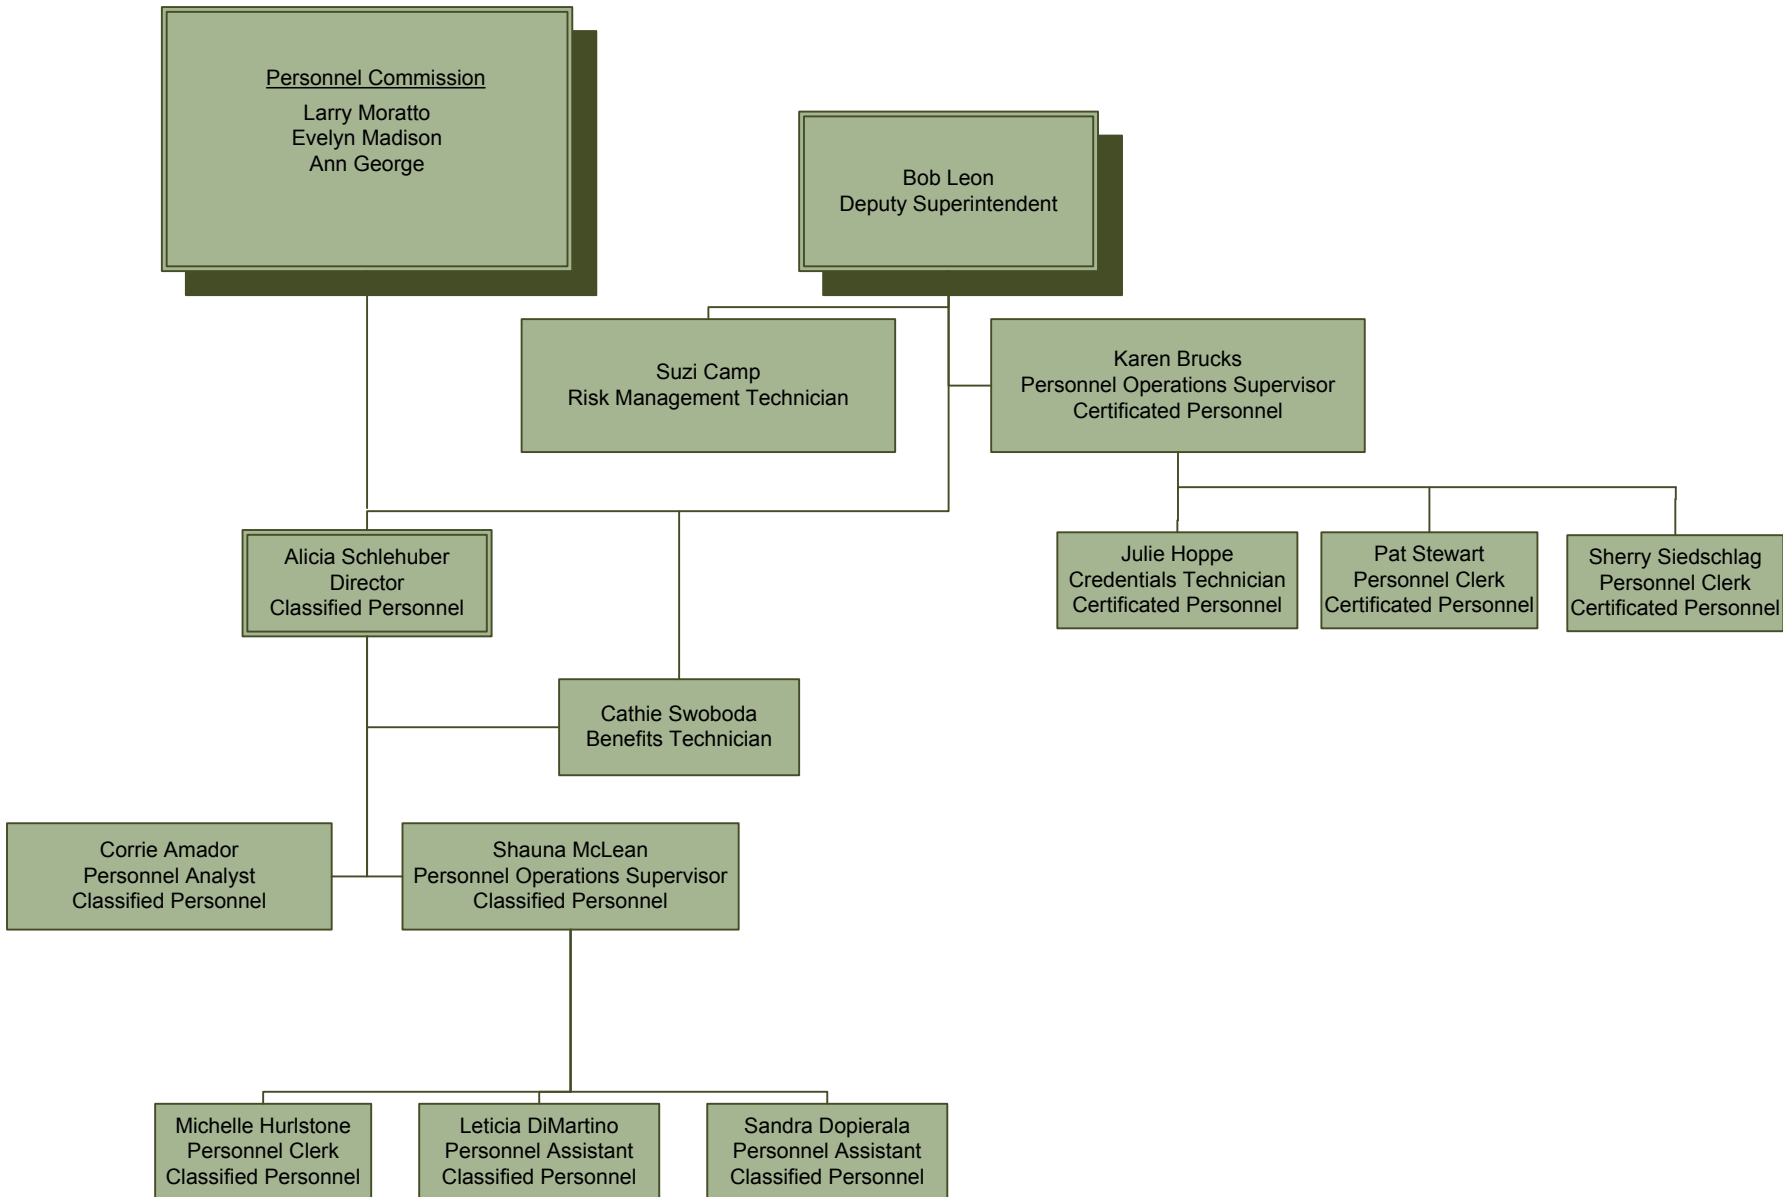 Personnel Commission
Larry Moratto
Evelyn Madison
Ann George
Bob Leon
Deputy Superintendent
Suzi Camp
Risk Management Technician
Karen Brucks
Personnel Operations Supervisor
Certificated Personnel
Alicia Schlehuber
Director
Classified Personnel
Julie Hoppe
Credentials Technician
Certificated Personnel
Pat Stewart
Personnel Clerk
Certificated Personnel
Sherry Siedschlag
Personnel Clerk
Certificated Personnel
Cathie Swoboda
Benefits Technician
Corrie Amador
Personnel Analyst
Classified Personnel
Shauna McLean
Personnel Operations Supervisor
Classified Personnel
Michelle Hurlstone
Personnel Clerk
Classified Personnel
Leticia DiMartino
Personnel Assistant
Classified Personnel
Sandra Dopierala
Personnel Assistant
Classified Personnel